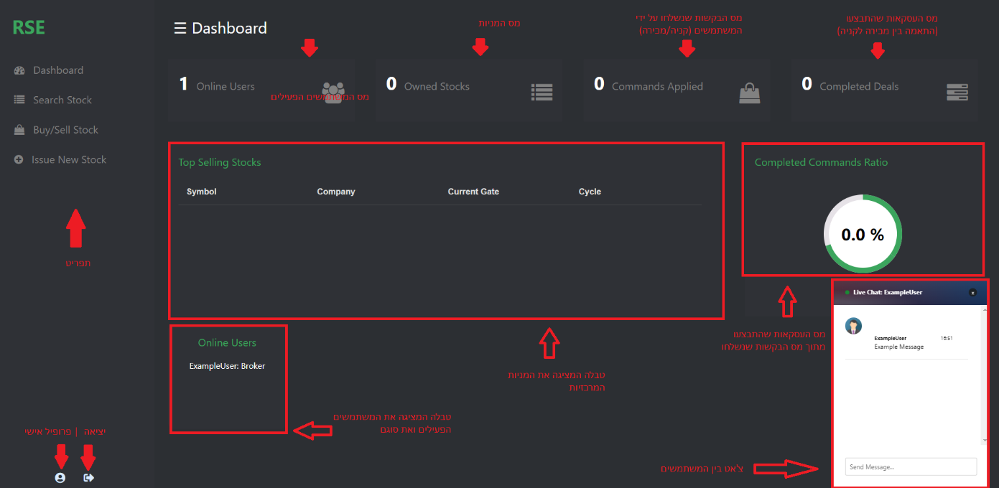 RSE
Dashboard
Search Stock
Buy/Sell Stock
Issue New Stock
תפריט
יציאה | פרופיל אישי
☰ Dashboard
מס המניות
מס הבקשות שנשלחו על ידי
המשתמשים (קניה/מכירה)
מס העסקאות שהתבצעו
(התאמה בין מכירה לקניה)
1 Online Users
מס המשתמשים הפעילים
0 Owned Stocks
0 Commands Applied
0 Completed Deals
Top Selling Stocks
Symbol Company Current Gate Cycle
Completed Commands Ratio
0.0 %
מס העסקאות שהתבצעו
מתוך מס הבקשות שנשלחו
טבלה המציגה את המניות
המרכזיות
Online Users
ExampleUser: Broker
טבלה המציגה את המשתמשים
הפעילים ואת סוגם
Live Chat: ExampleUser x
ExampleUser 16:51
Example Message
Send Message...
צ'אט בין המשתמשים